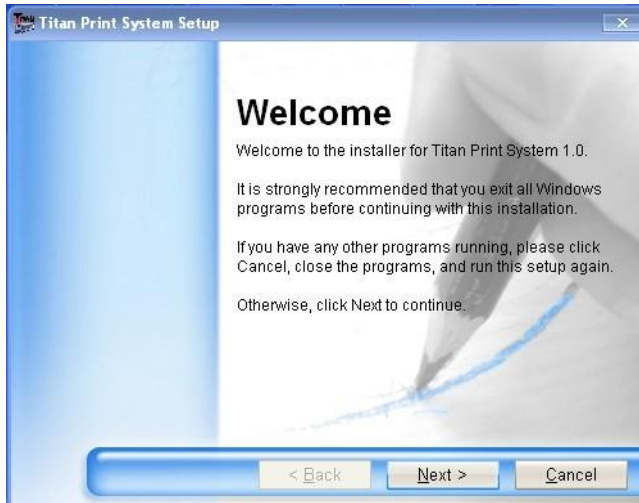 Titan Print System Setup
Welcome
Welcome to the installer for Titan Print System 1.0.
It is strongly recommended that you exit all Windows
programs before continuing with this installation.
If you have any other programs running, please click
Cancel, close the programs, and run this setup again.
Otherwise, click Next to continue.
< Back
Next >
Cancel